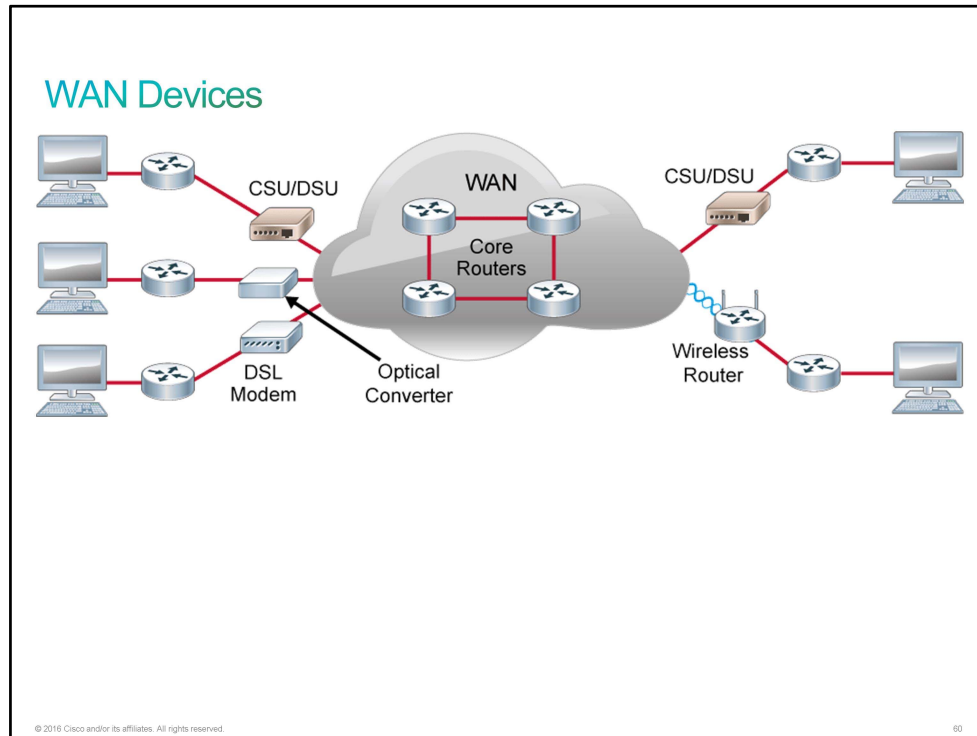 WAN Devices
CSU/DSU
WAN
CSU/DSU
Core
Routers
DSL
Modem
Optical
Converter
Wireless
Router
© 2016 Cisco and/or its affiliates. All rights reserved.
60